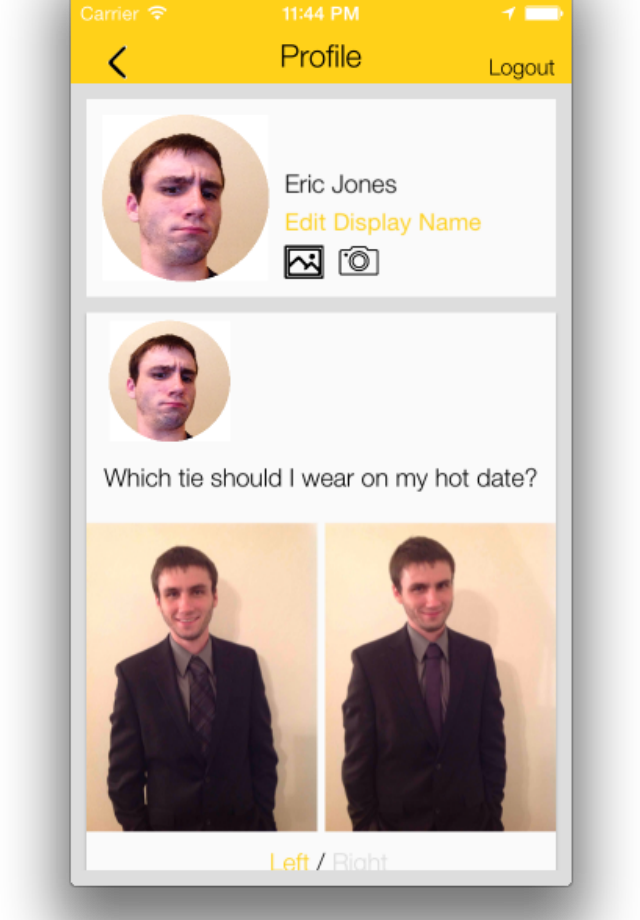 Carrier 11:44 PM
Profile
Logout
Eric Jones
Edit Display Name
Which tie should I wear on my hot date?
Left / Right